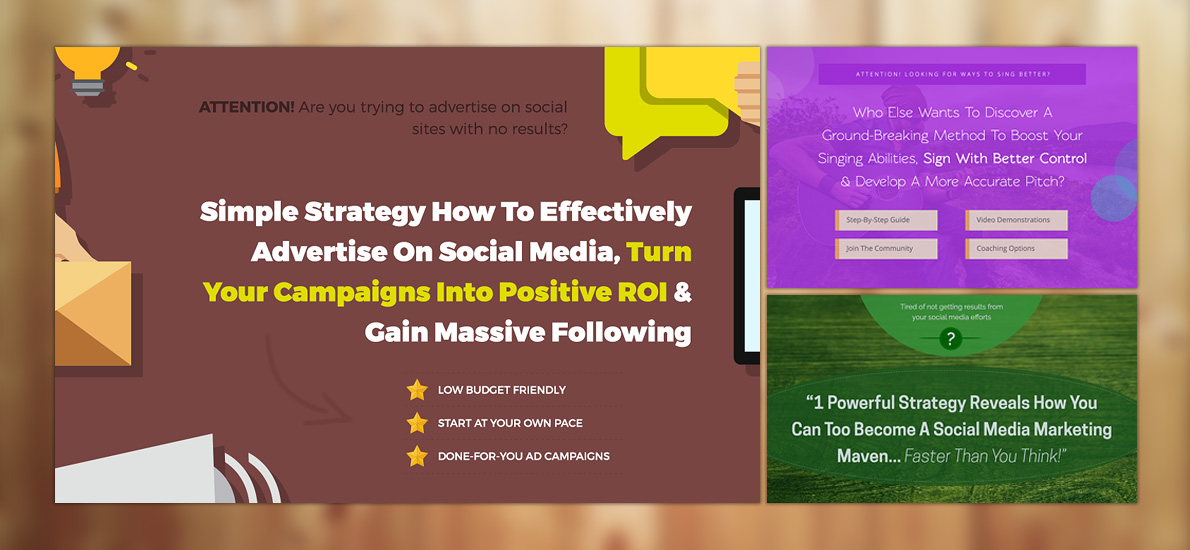 ATTENTION! Are you trying to advertise on social
sites with no results?
Simple Strategy How To Effectively
Advertise On Social Media, Turn
Your Campaigns Into Positive ROI &
Gain Massive Following
LOW BUDGET FRIENDLY
START AT YOUR OWN PACE
DONE-FOR-YOU AD CAMPAIGNS
ATTENTION! LOOKING FOR WAYS TO SING BETTER?
Who Else Wants To Discover A
Ground-Breaking Method To Boost Your
Singing Abilities, Sign With Better Control
& Develop A More Accurate Pitch?
Step-By-Step Guide
Video Demonstrations
Join The Community
Coaching Options
Tired of not getting results from
your social media efforts
?
“1 Powerful Strategy Reveals How You
Can Too Become A Social Media Marketing
Maven... Faster Than You Think!”